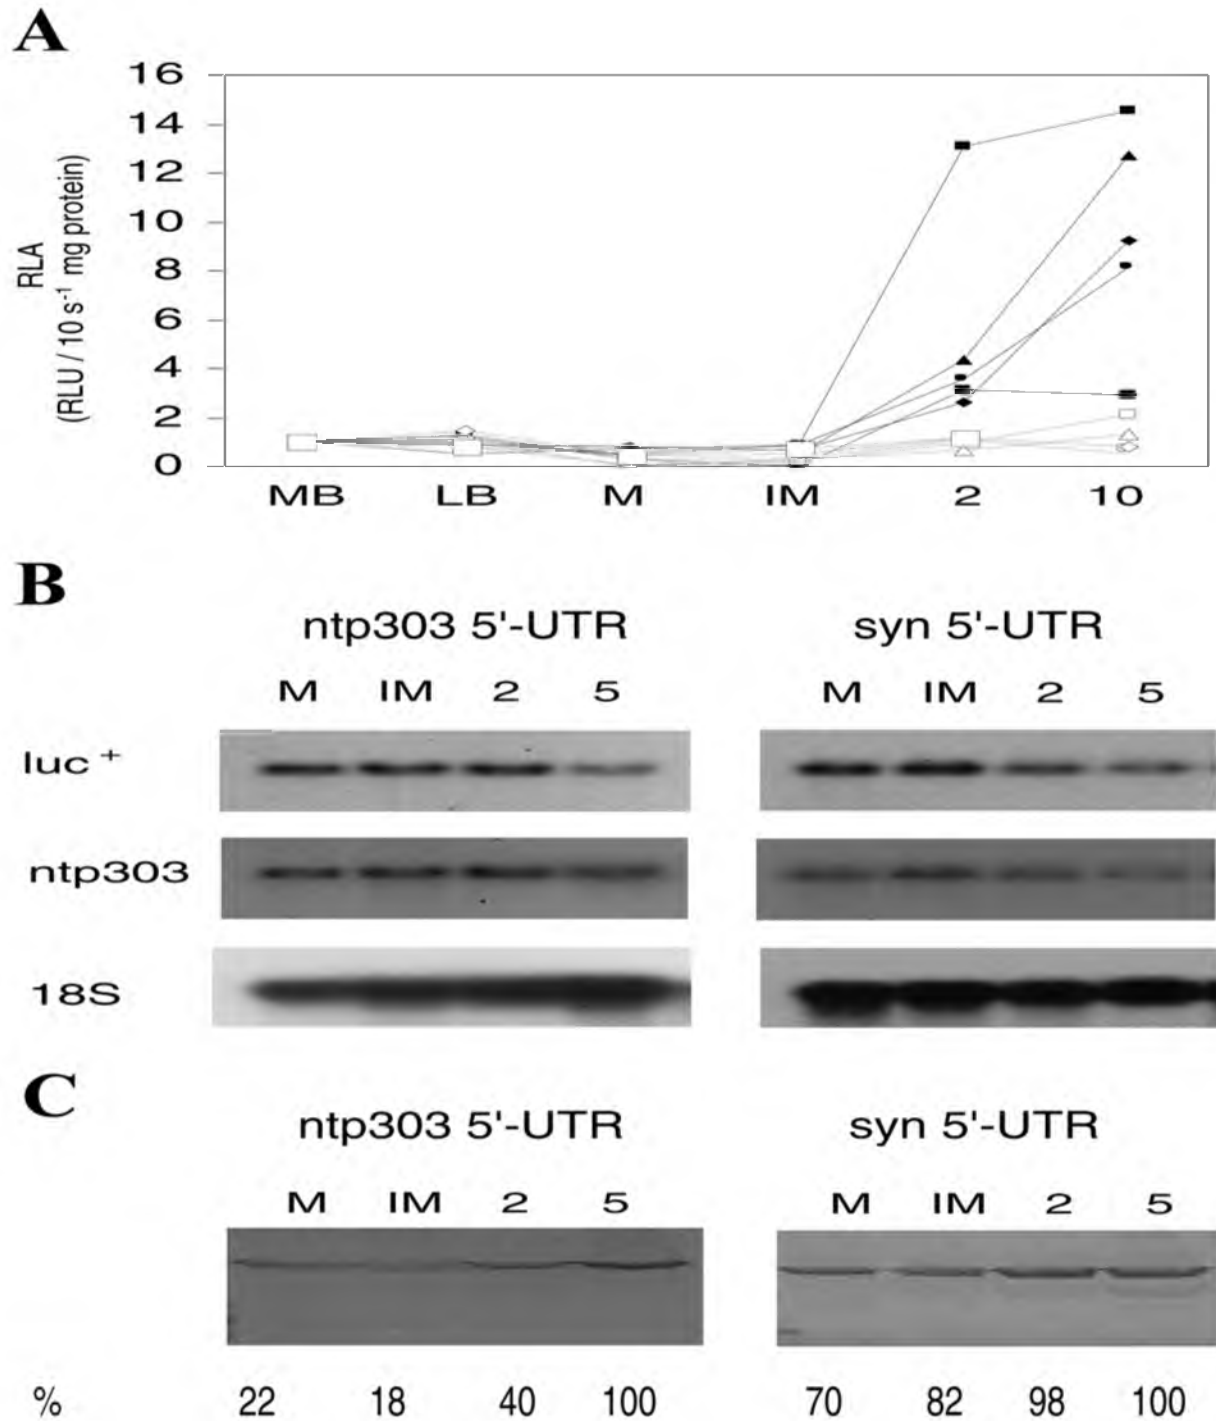 A
16
14
12
10
8
6
4
2
0
RLA
(RLU / 10 s⁻¹ mg protein)
MB LB M IM 2 10
B
ntp303 5'-UTR syn 5'-UTR
M IM 2 5 M IM 2 5
luc +
ntp303
18S
C
ntp303 5'-UTR syn 5'-UTR
M IM 2 5 M IM 2 5
% 22 18 40 100 70 82 98 100